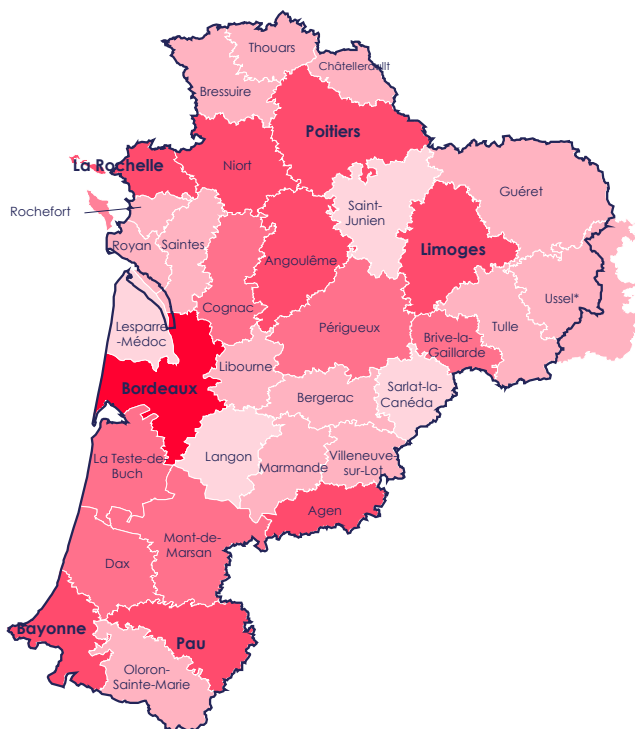 Thouars
Châtellerault
Bressuire
Poitiers
La Rochelle
Niort
Guéret
Saint-
Junien
Rochefort
Royan
Saintes
Limoges
Angoulême
Ussel*
Cognac
Périgueux
Lesparre
-Médoc
Tulle
Brive-la-
Gaillarde
Libourne
Bordeaux
Bergerac
Sarlat-la-
Canéda
La Teste-de-
Buch
Langon
Marmande
Villeneuve-
sur-Lot
Agen
Mont-de-
Marsan
Dax
Bayonne
Pau
Oloron-
Sainte-Marie